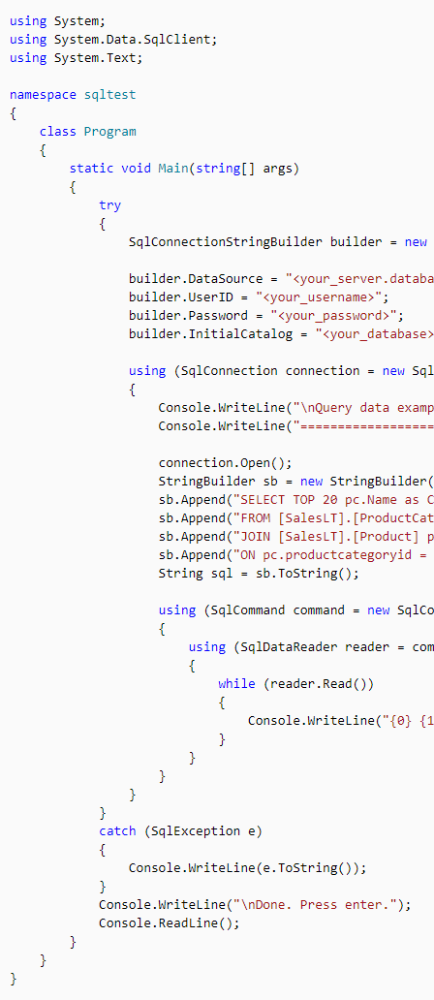 using System;
using System.Data.SqlClient;
using System.Text;

namespace sqltest
{
    class Program
    {
        static void Main(string[] args)
        {
            try
            {
                SqlConnectionStringBuilder builder = new

                builder.DataSource = "<your_server.databa
                builder.UserID = "<your_username>";
                builder.Password = "<your_password>";
                builder.InitialCatalog = "<your_database>

                using (SqlConnection connection = new Sql
                {
                    Console.WriteLine("\nQuery data examp
                    Console.WriteLine("==================

                    connection.Open();
                    StringBuilder sb = new StringBuilder(
                    sb.Append("SELECT TOP 20 pc.Name as C
                    sb.Append("FROM [SalesLT].[ProductCat
                    sb.Append("JOIN [SalesLT].[Product] p
                    sb.Append("ON pc.productcategoryid =
                    String sql = sb.ToString();

                    using (SqlCommand command = new SqlCo
                    {
                        using (SqlDataReader reader = com
                        {
                            while (reader.Read())
                            {
                                Console.WriteLine("{0} {1
                            }
                        }
                    }
                }
            }
            catch (SqlException e)
            {
                Console.WriteLine(e.ToString());
            }
            Console.WriteLine("\nDone. Press enter.");
            Console.ReadLine();
        }
    }
}